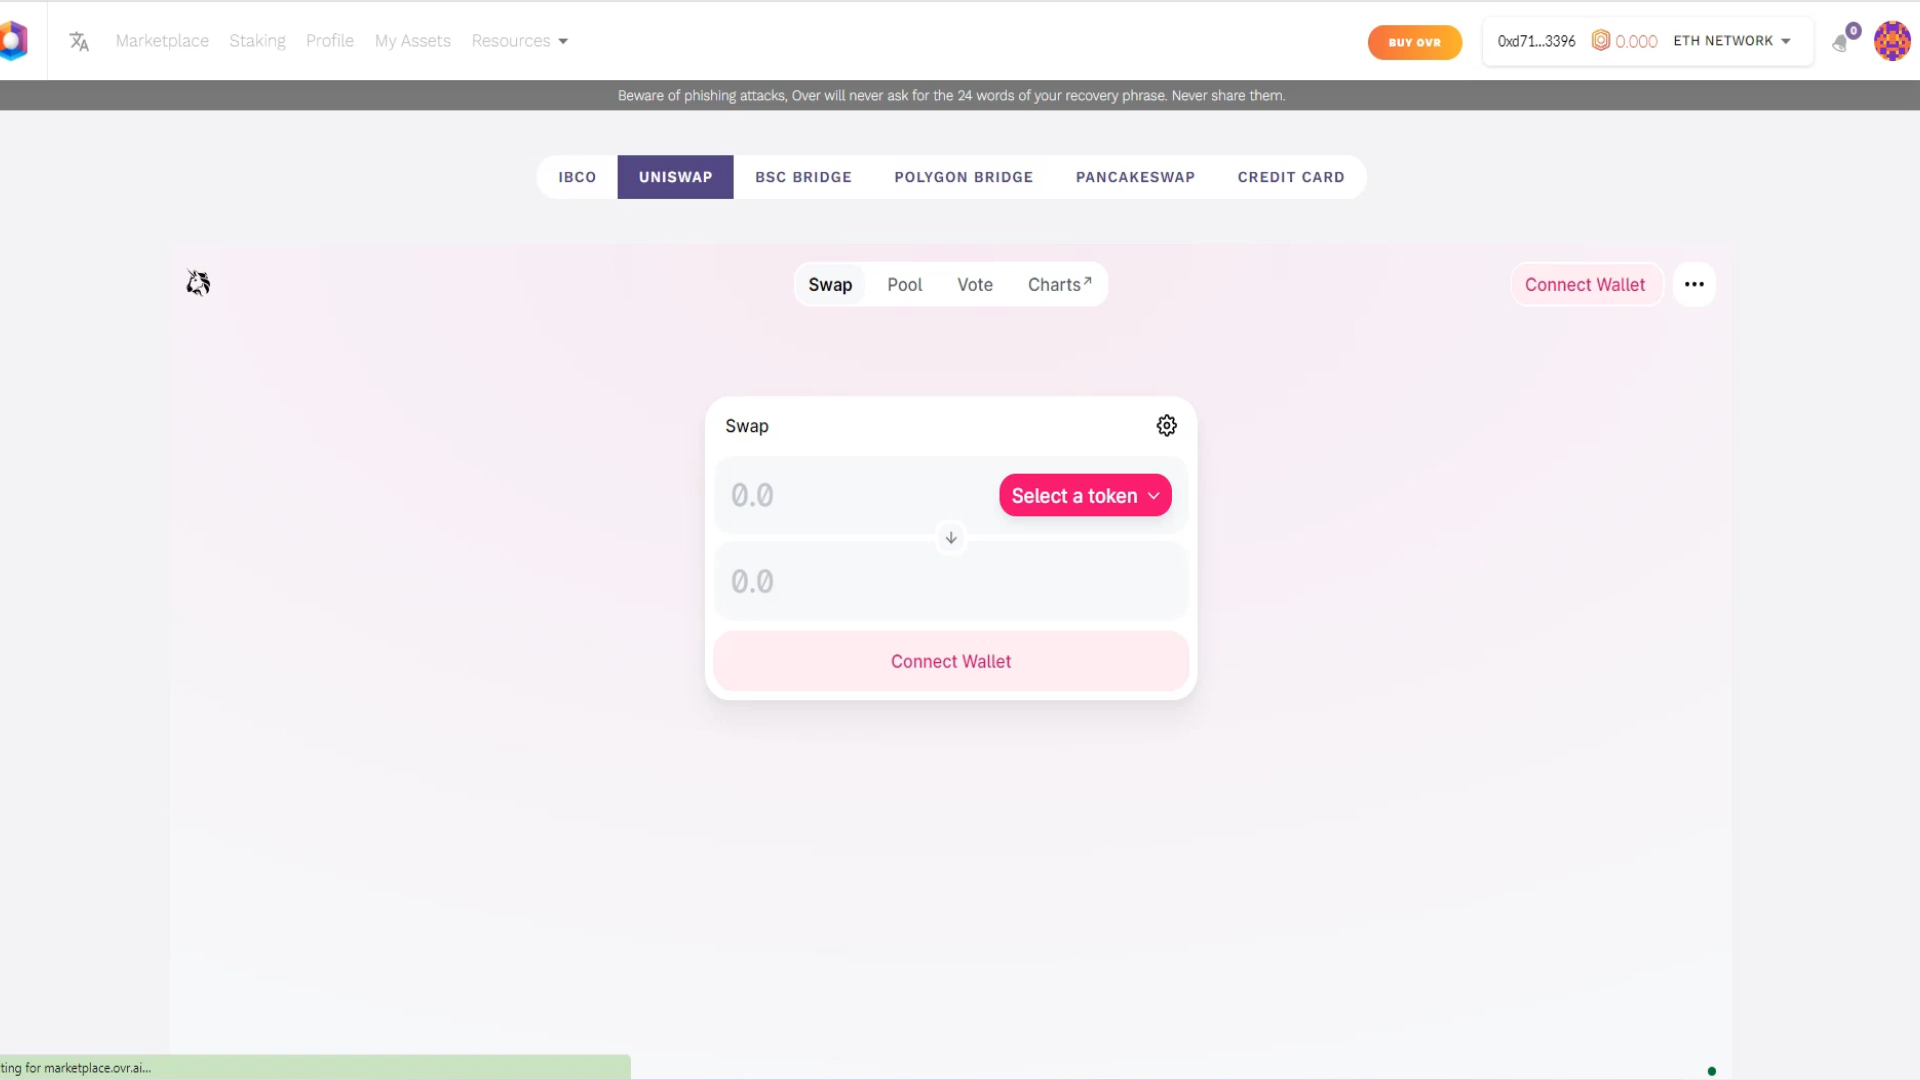 Marketplace Staking Profile My Assets Resources
BUY OVR
0xd71...3396 0.000 ETH NETWORK
0
Beware of phishing attacks, Over will never ask for the 24 words of your recovery phrase. Never share them.
IBCO UNISWAP BSC BRIDGE POLYGON BRIDGE PANCAKESWAP CREDIT CARD
Swap Pool Vote Charts↗
Connect Wallet
Swap
0.0 Select a token
0.0
Connect Wallet
ting for marketplace.ovr.ai...